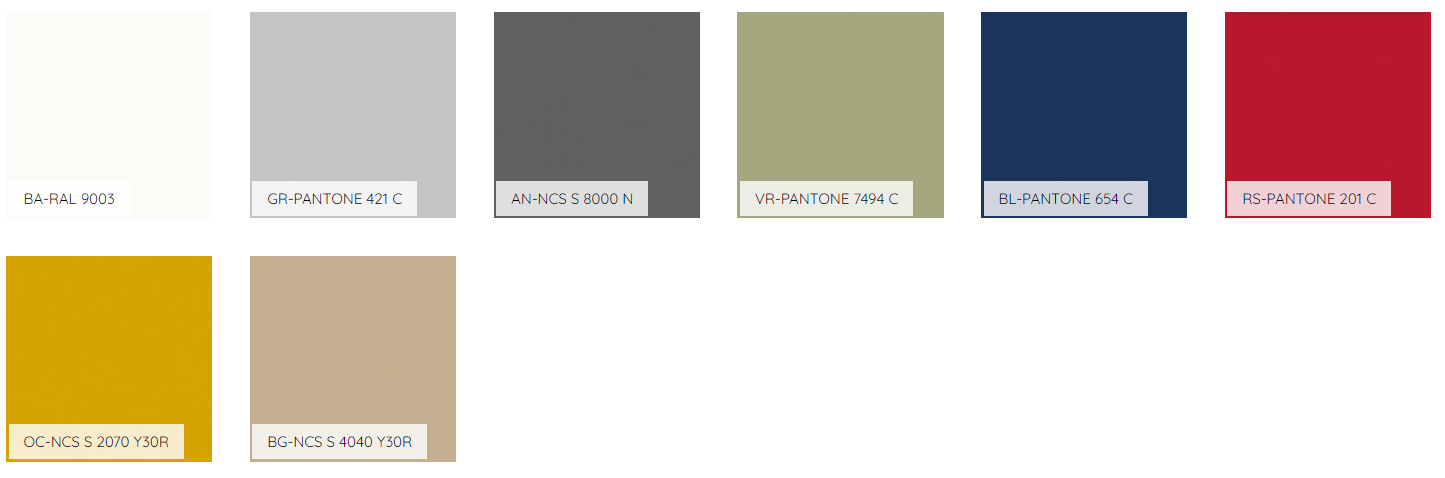 BA-RAL 9003
GR-PANTONE 421 C
AN-NCS S 8000 N
VR-PANTONE 7494 C
BL-PANTONE 654 C
RS-PANTONE 201 C
OC-NCS S 2070 Y30R
BG-NCS S 4040 Y30R